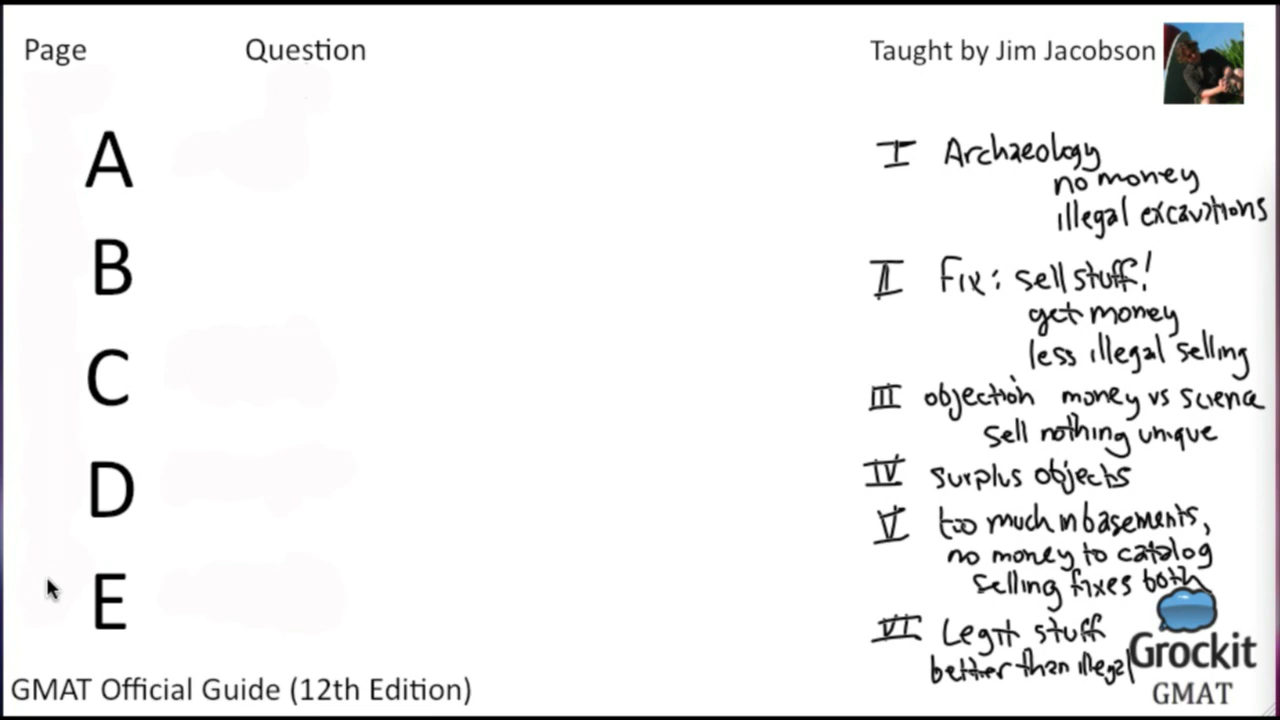 Page Question Taught by Jim Jacobson
A
B
C
D
E
I Archaeology
no money
illegal excavations
II Fix: sell stuff!
get money
less illegal selling
III objection money vs science
sell nothing unique
IV surplus objects
V too much in basements,
no money to catalog
selling fixes both
VI Legit stuff
better than illegal
Grockit
GMAT
GMAT Official Guide (12th Edition)